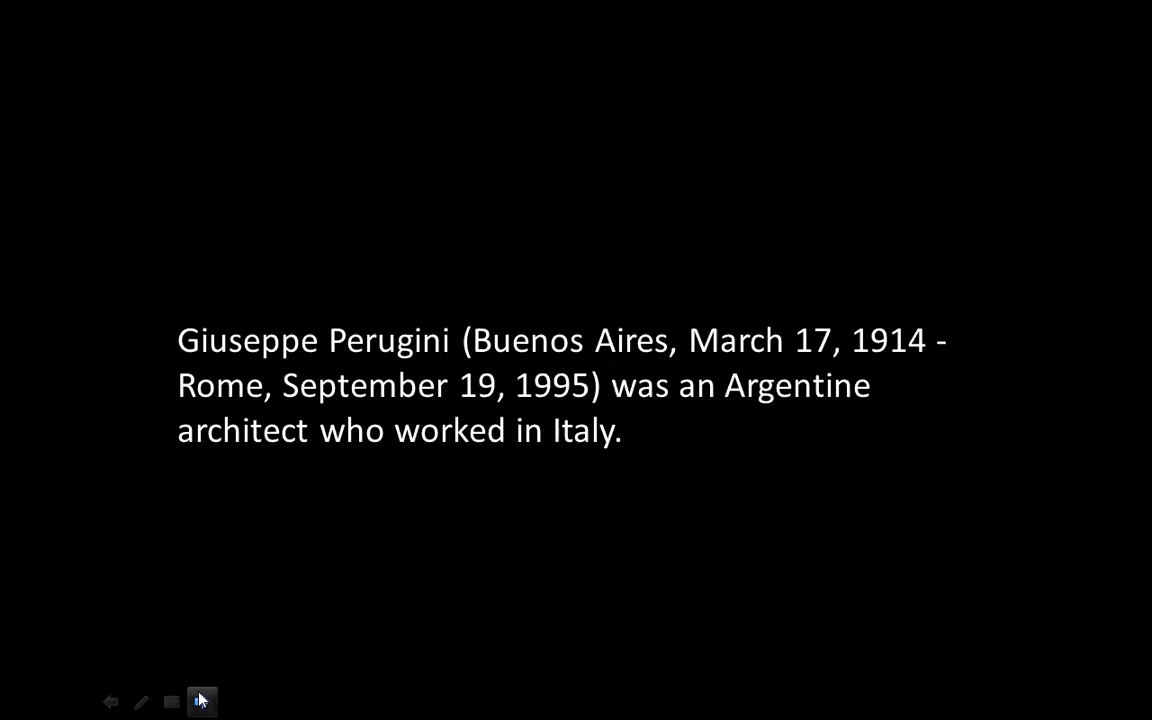 Giuseppe Perugini (Buenos Aires, March 17, 1914 -
Rome, September 19, 1995) was an Argentine
architect who worked in Italy.